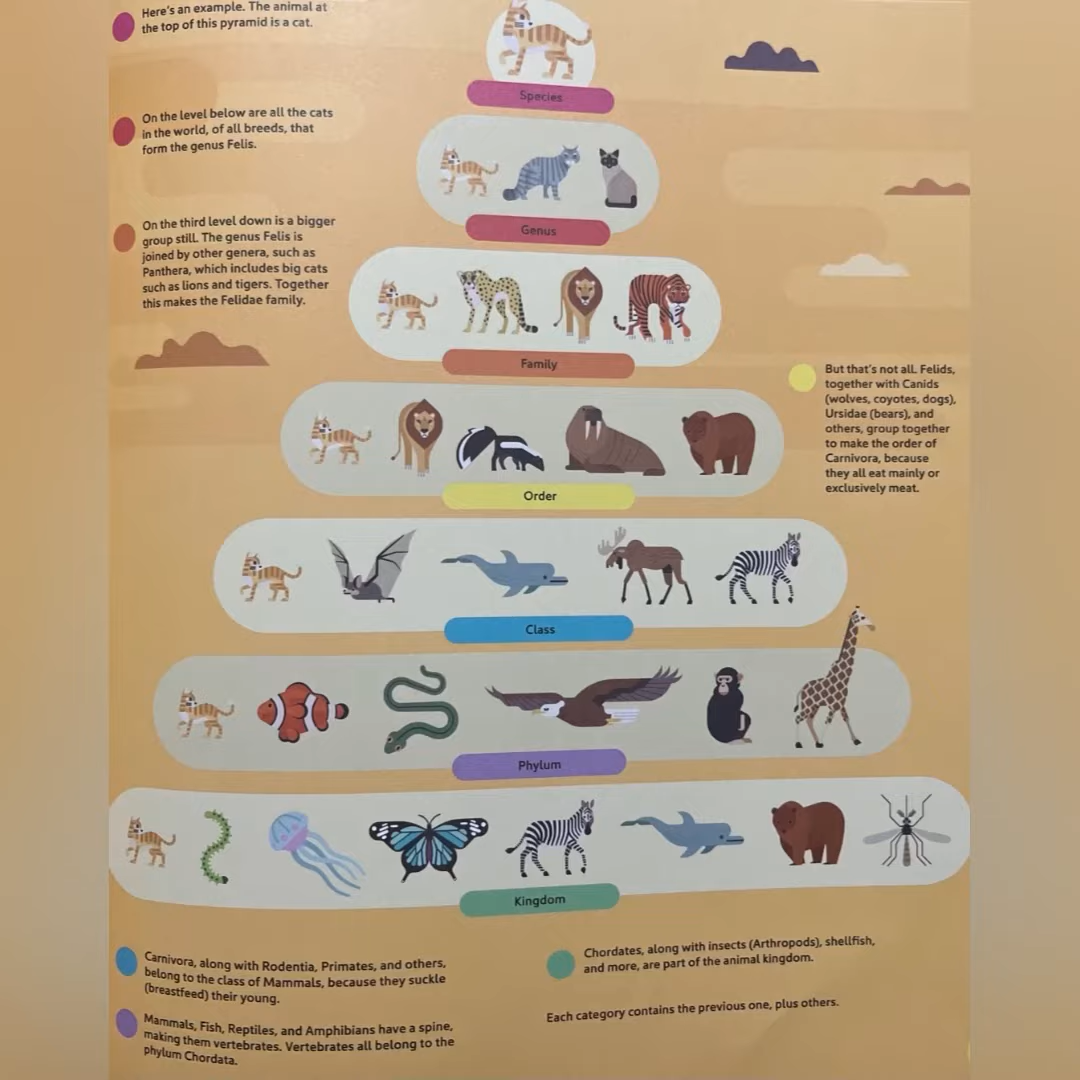 Here's an example. The animal at
the top of this pyramid is a cat.
Species
On the level below are all the cats
in the world, of all breeds, that
form the genus Felis.
Genus
On the third level down is a bigger
group still. The genus Felis is
joined by other genera, such as
Panthera, which includes big cats
such as lions and tigers. Together
this makes the Felidae family.
Family
But that's not all. Felids,
together with Canids
(wolves, coyotes, dogs),
Ursidae (bears), and
others, group together
to make the order of
Carnivora, because
they all eat mainly or
exclusively meat.
Order
Class
Phylum
Kingdom
Carnivora, along with Rodentia, Primates, and others,
belong to the class of Mammals, because they suckle
(breastfeed) their young.
Mammals, Fish, Reptiles, and Amphibians have a spine,
making them vertebrates. Vertebrates all belong to the
phylum Chordata.
Chordates, along with insects (Arthropods), shellfish,
and more, are part of the animal kingdom.
Each category contains the previous one, plus others.